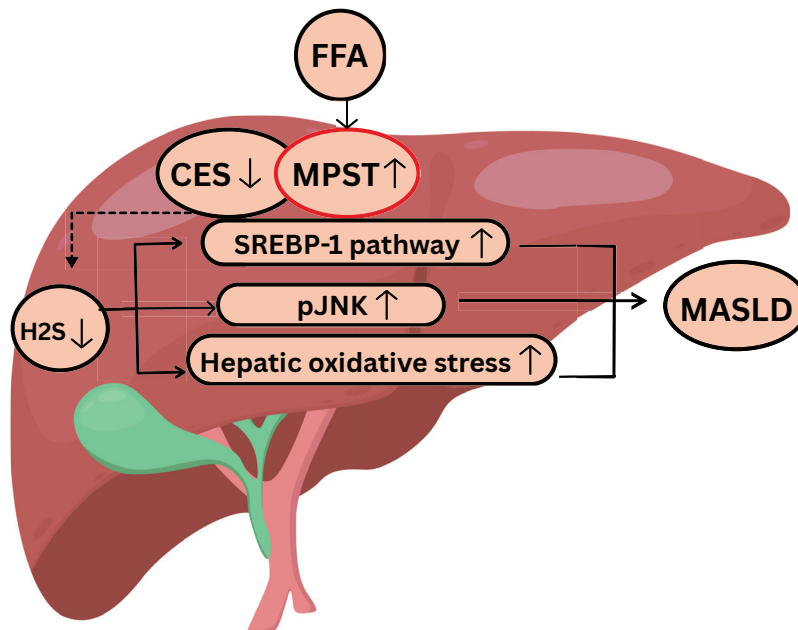 FFA
CES ↓
MPST ↑
SREBP-1 pathway ↑
H2S ↓
pJNK ↑
MASLD
Hepatic oxidative stress ↑